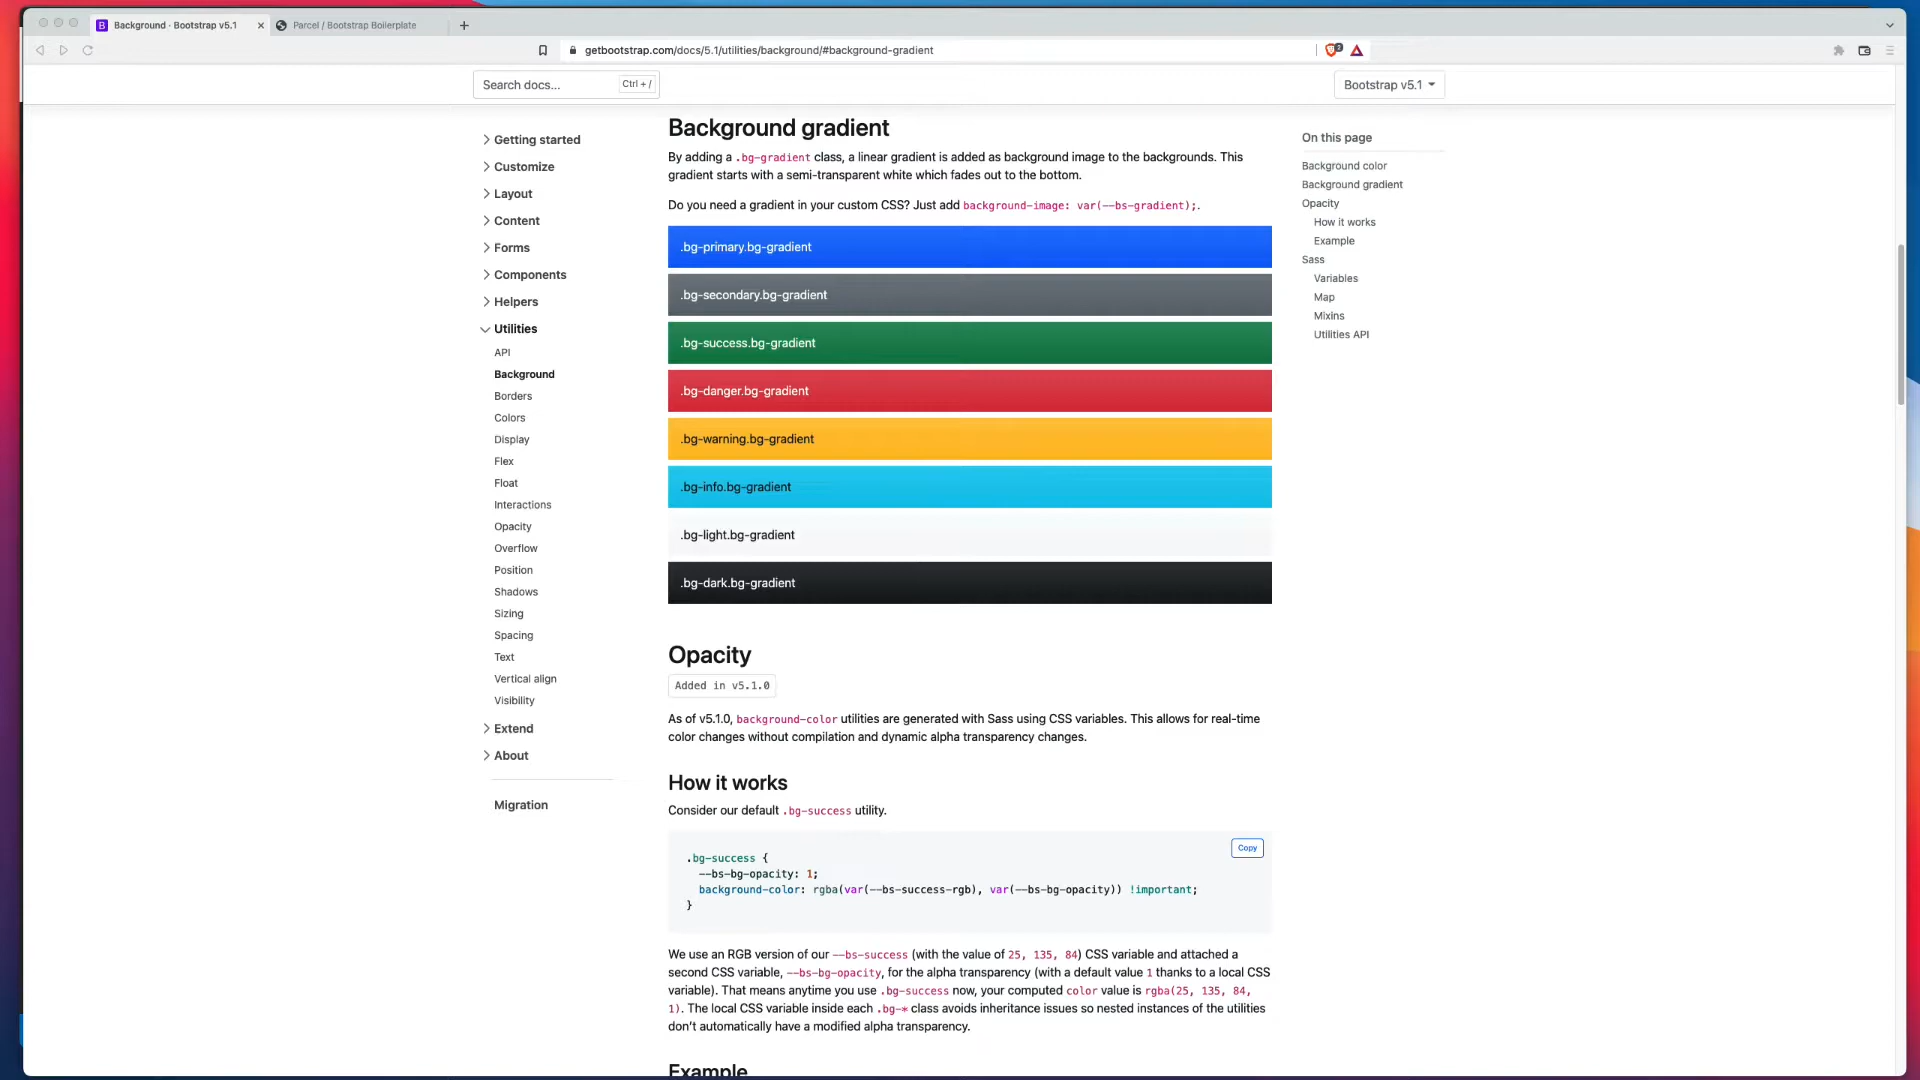 Background · Bootstrap v5.1
Parcel / Bootstrap Boilerplate
getbootstrap.com/docs/5.1/utilities/background/#background-gradient
Search docs...
Ctrl + /
Bootstrap v5.1
Getting started
Customize
Layout
Content
Forms
Components
Helpers
Utilities
API
Background
Borders
Colors
Display
Flex
Float
Interactions
Opacity
Overflow
Position
Shadows
Sizing
Spacing
Text
Vertical align
Visibility
Extend
About
Migration
Background gradient
By adding a .bg-gradient class, a linear gradient is added as background image to the backgrounds. This
gradient starts with a semi-transparent white which fades out to the bottom.
Do you need a gradient in your custom CSS? Just add background-image: var(--bs-gradient);.
.bg-primary.bg-gradient
.bg-secondary.bg-gradient
.bg-success.bg-gradient
.bg-danger.bg-gradient
.bg-warning.bg-gradient
.bg-info.bg-gradient
.bg-light.bg-gradient
.bg-dark.bg-gradient
Opacity
Added in v5.1.0
As of v5.1.0, background-color utilities are generated with Sass using CSS variables. This allows for real-time
color changes without compilation and dynamic alpha transparency changes.
How it works
Consider our default .bg-success utility.
Copy
.bg-success {
--bs-bg-opacity: 1;
background-color: rgba(var(--bs-success-rgb), var(--bs-bg-opacity)) !important;
}
We use an RGB version of our --bs-success (with the value of 25, 135, 84) CSS variable and attached a
second CSS variable, --bs-bg-opacity, for the alpha transparency (with a default value 1 thanks to a local CSS
variable). That means anytime you use .bg-success now, your computed color value is rgba(25, 135, 84,
1). The local CSS variable inside each .bg-* class avoids inheritance issues so nested instances of the utilities
don't automatically have a modified alpha transparency.
Example
On this page
Background color
Background gradient
Opacity
How it works
Example
Sass
Variables
Map
Mixins
Utilities API